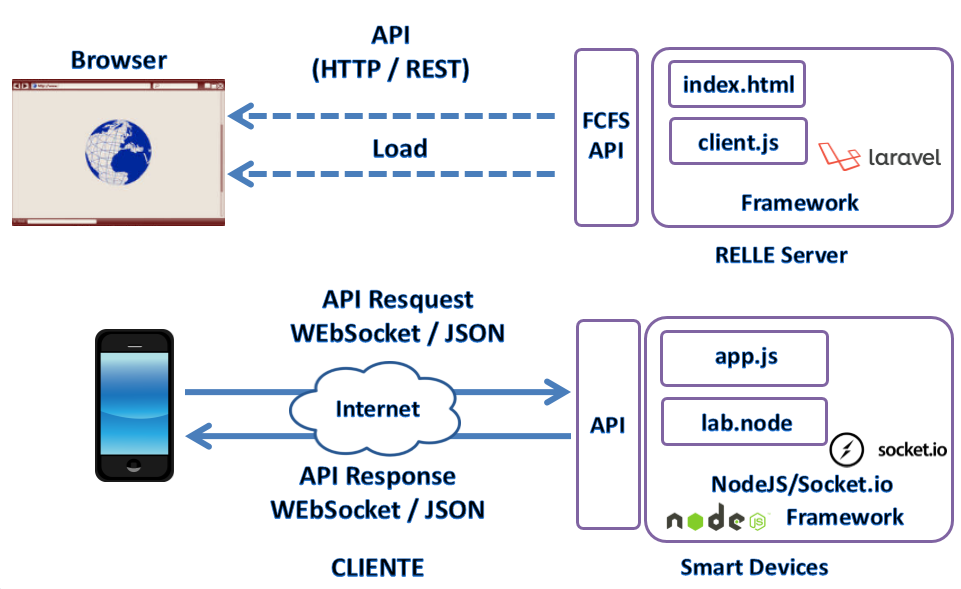 Browser
API
(HTTP / REST)
Load
FCFS
API
index.html
client.js
laravel
Framework
RELLE Server
API Resquest
WEbSocket / JSON
Internet
API Response
WEbSocket / JSON
CLIENTE
API
app.js
lab.node
socket.io
NodeJS/Socket.io
node
JS
Framework
Smart Devices